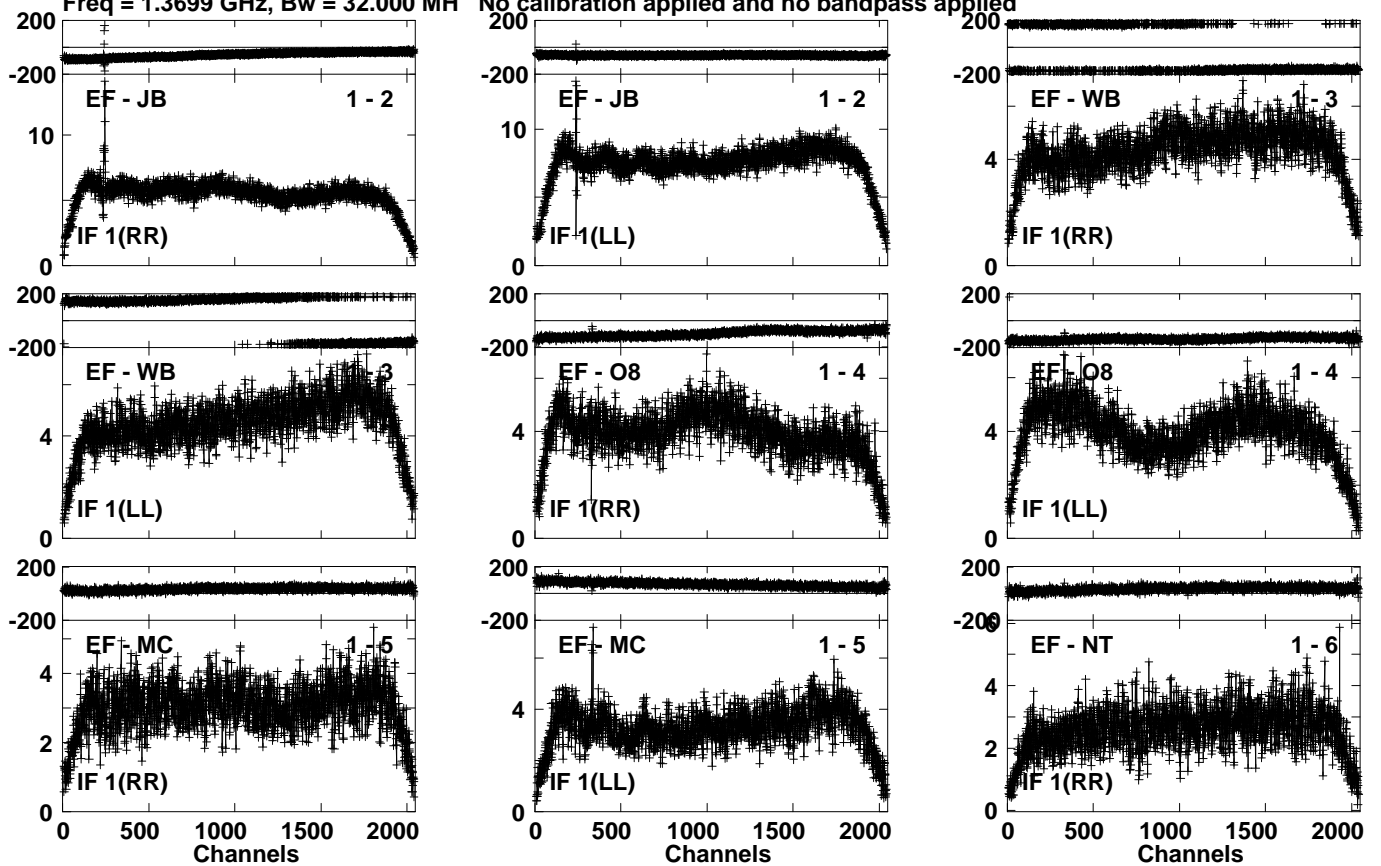 Freq = 1.3699 GHz, Bw = 32.000 MH No calibration applied and no bandpass applied
200
-200
EF - JB 1 - 2
10
IF 1(RR)
0
EF - JB 1 - 2
10
IF 1(LL)
0
200
-200
EF - WB 1 - 3
4
IF 1(RR)
0
200
-200
EF - WB 1 - 3
4
IF 1(LL)
0
200
-200
EF - O8 1 - 4
4
IF 1(RR)
0
200
-200
EF - O8 1 - 4
4
IF 1(LL)
0
200
-200
EF - MC 1 - 5
4
2
IF 1(RR)
0
0 500 1000 1500 2000
Channels
200
-200
EF - MC 1 - 5
4
IF 1(LL)
0
0 500 1000 1500 2000
Channels
200
-200
6
EF - NT 1 - 6
4
2
IF 1(RR)
0
0 500 1000 1500 2000
Channels